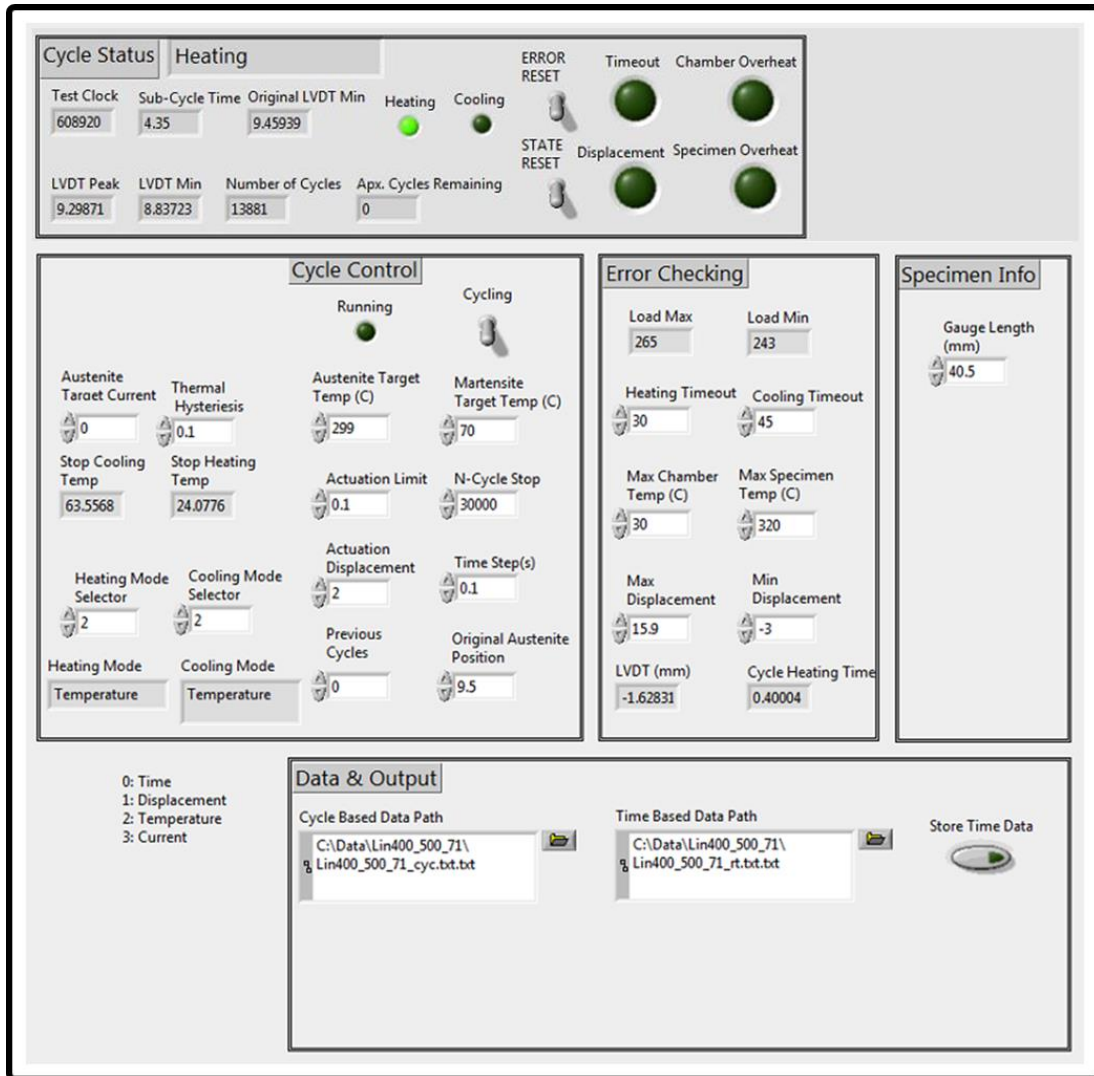 Cycle Status
Heating
ERROR
RESET
Timeout
Chamber Overheat
Test Clock
Sub-Cycle Time
Original LVDT Min
Heating
Cooling
608920
4.35
9.45939
STATE
RESET
Displacement
Specimen Overheat
LVDT Peak
LVDT Min
Number of Cycles
Apx. Cycles Remaining
9.29871
8.83723
13881
0
Cycle Control
Running
Cycling
Austenite
Target Current
Thermal
Hysteriesis
Austenite Target
Temp (C)
Martensite
Target Temp (C)
0
0.1
299
70
Stop Cooling
Temp
Stop Heating
Temp
Actuation Limit
N-Cycle Stop
63.5568
24.0776
0.1
30000
Actuation
Displacement
Time Step(s)
Heating Mode
Selector
Cooling Mode
Selector
2
0.1
2
2
Previous
Cycles
Original Austenite
Position
Heating Mode
Cooling Mode
Temperature
Temperature
0
9.5
Error Checking
Load Max
Load Min
265
243
Heating Timeout
Cooling Timeout
30
45
Max Chamber
Temp (C)
Max Specimen
Temp (C)
30
320
Max
Displacement
Min
Displacement
15.9
-3
LVDT (mm)
Cycle Heating Time
-1.62831
0.40004
Specimen Info
Gauge Length
(mm)
40.5
0: Time
1: Displacement
2: Temperature
3: Current
Data & Output
Cycle Based Data Path
C:\Data\Lin400_500_71\
Lin400_500_71_cyc.txt.txt
Time Based Data Path
C:\Data\Lin400_500_71\
Lin400_500_71_rt.txt.txt
Store Time Data